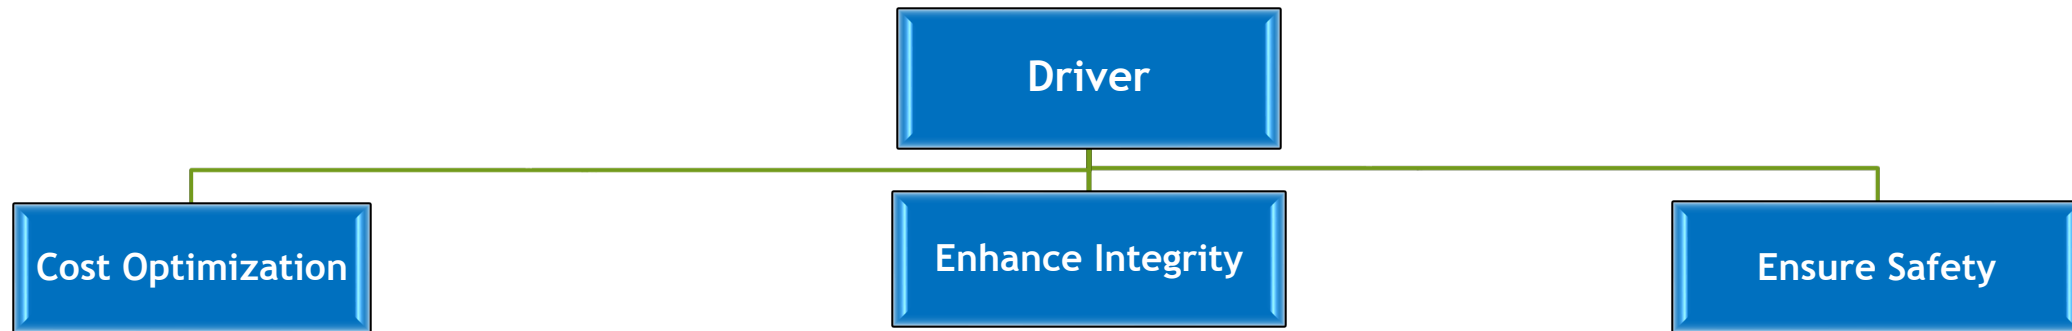 Driver
Cost Optimization
Enhance Integrity
Ensure Safety